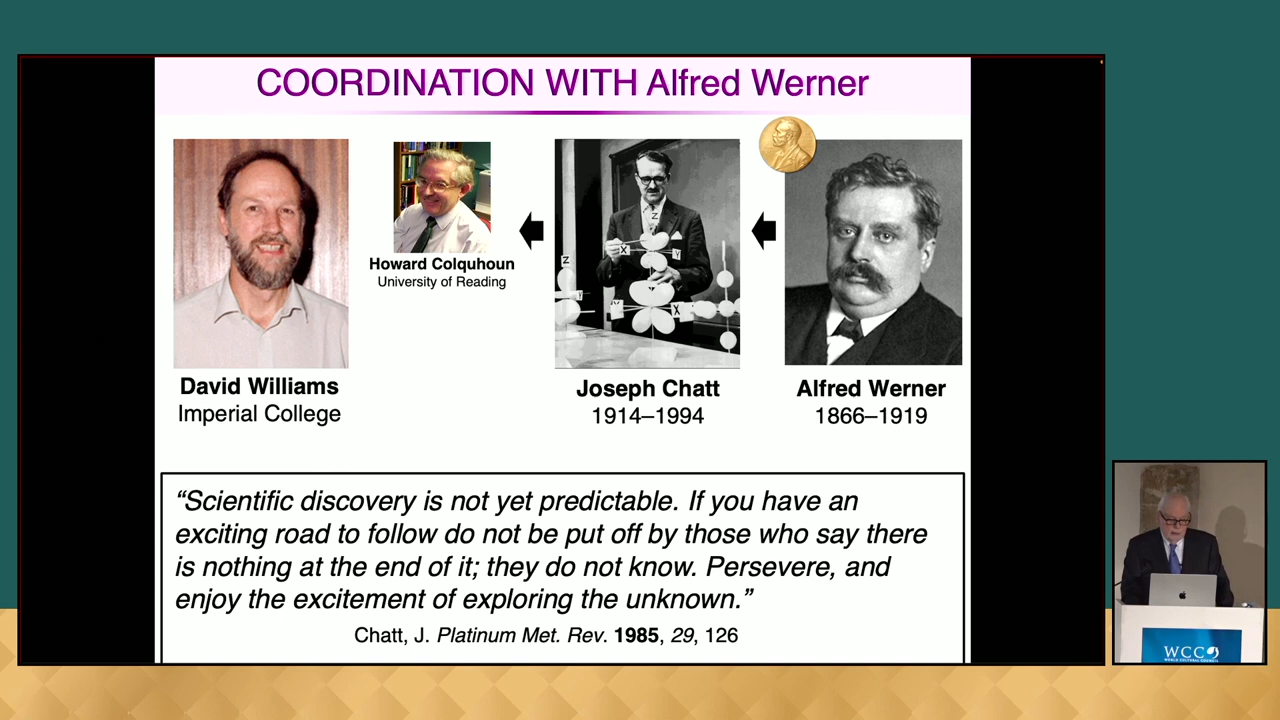 COORDINATION WITH Alfred Werner
Z
X
Y
Z
Y
Y
X
Howard Colquhoun
University of Reading
David Williams
Imperial College
Joseph Chatt
1914–1994
Alfred Werner
1866–1919
“Scientific discovery is not yet predictable. If you have an
exciting road to follow do not be put off by those who say there
is nothing at the end of it; they do not know. Persevere, and
enjoy the excitement of exploring the unknown.”
Chatt, J. Platinum Met. Rev. 1985, 29, 126
WCC
WORLD CULTURAL COUNCIL